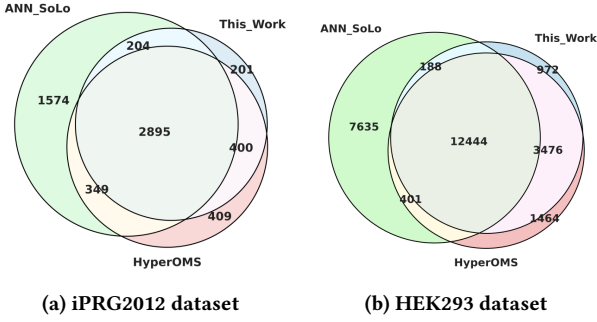 ANN_SoLo
This_Work
204
201
1574
2895
400
349
409
HyperOMS
(a) iPRG2012 dataset
ANN_SoLo
This_Work
188
972
7635
12444
3476
401
1464
HyperOMS
(b) HEK293 dataset